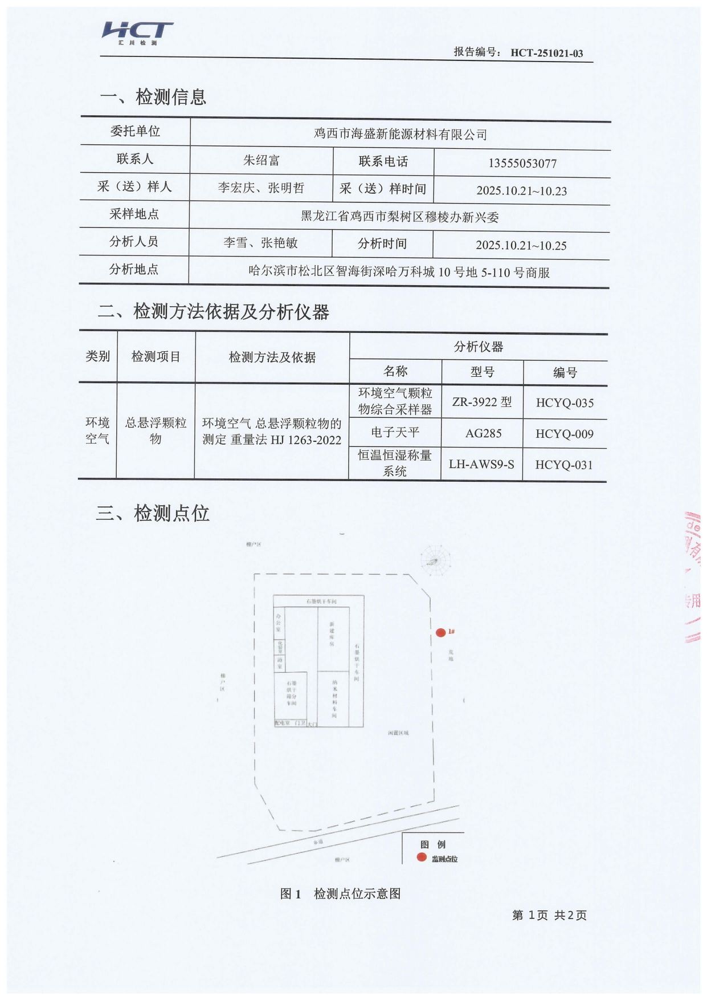 HCT
汇川检测
报告编号： HCT-251021-03
一、检测信息
委托单位 鸡西市海盛新能源材料有限公司
联系人 朱绍富 联系电话 13555053077
采（送）样人 李宏庆、张明哲 采（送）样时间 2025.10.21~10.23
采样地点 黑龙江省鸡西市梨树区穆棱办新兴委
分析人员 李雪、张艳敏 分析时间 2025.10.21~10.25
分析地点 哈尔滨市松北区智海街深哈万科城 10 号地 5-110 号商服
二、检测方法依据及分析仪器
类别 检测项目 检测方法及依据 分析仪器
名称 型号 编号
环境空气颗粒
物综合采样器
ZR-3922 型 HCYQ-035
环境
空气
总悬浮颗粒
物
环境空气 总悬浮颗粒物的
测定 重量法 HJ 1263-2022
电子天平 AG285 HCYQ-009
恒温恒湿称量
系统
LH-AWS9-S HCYQ-031
三、检测点位
棚户区
石墨烘干车间
办公室
新建库房
1#
化验室
石墨烘干车间
荒地
浴室
棚户区
石墨
烘干
筛分
车间
纳米材料车间
配电室 门卫 大门
闲置区域
乡道
棚户区
图 例
监测点位
图 1 检测点位示意图
第 1页 共2页
de
测有
专用